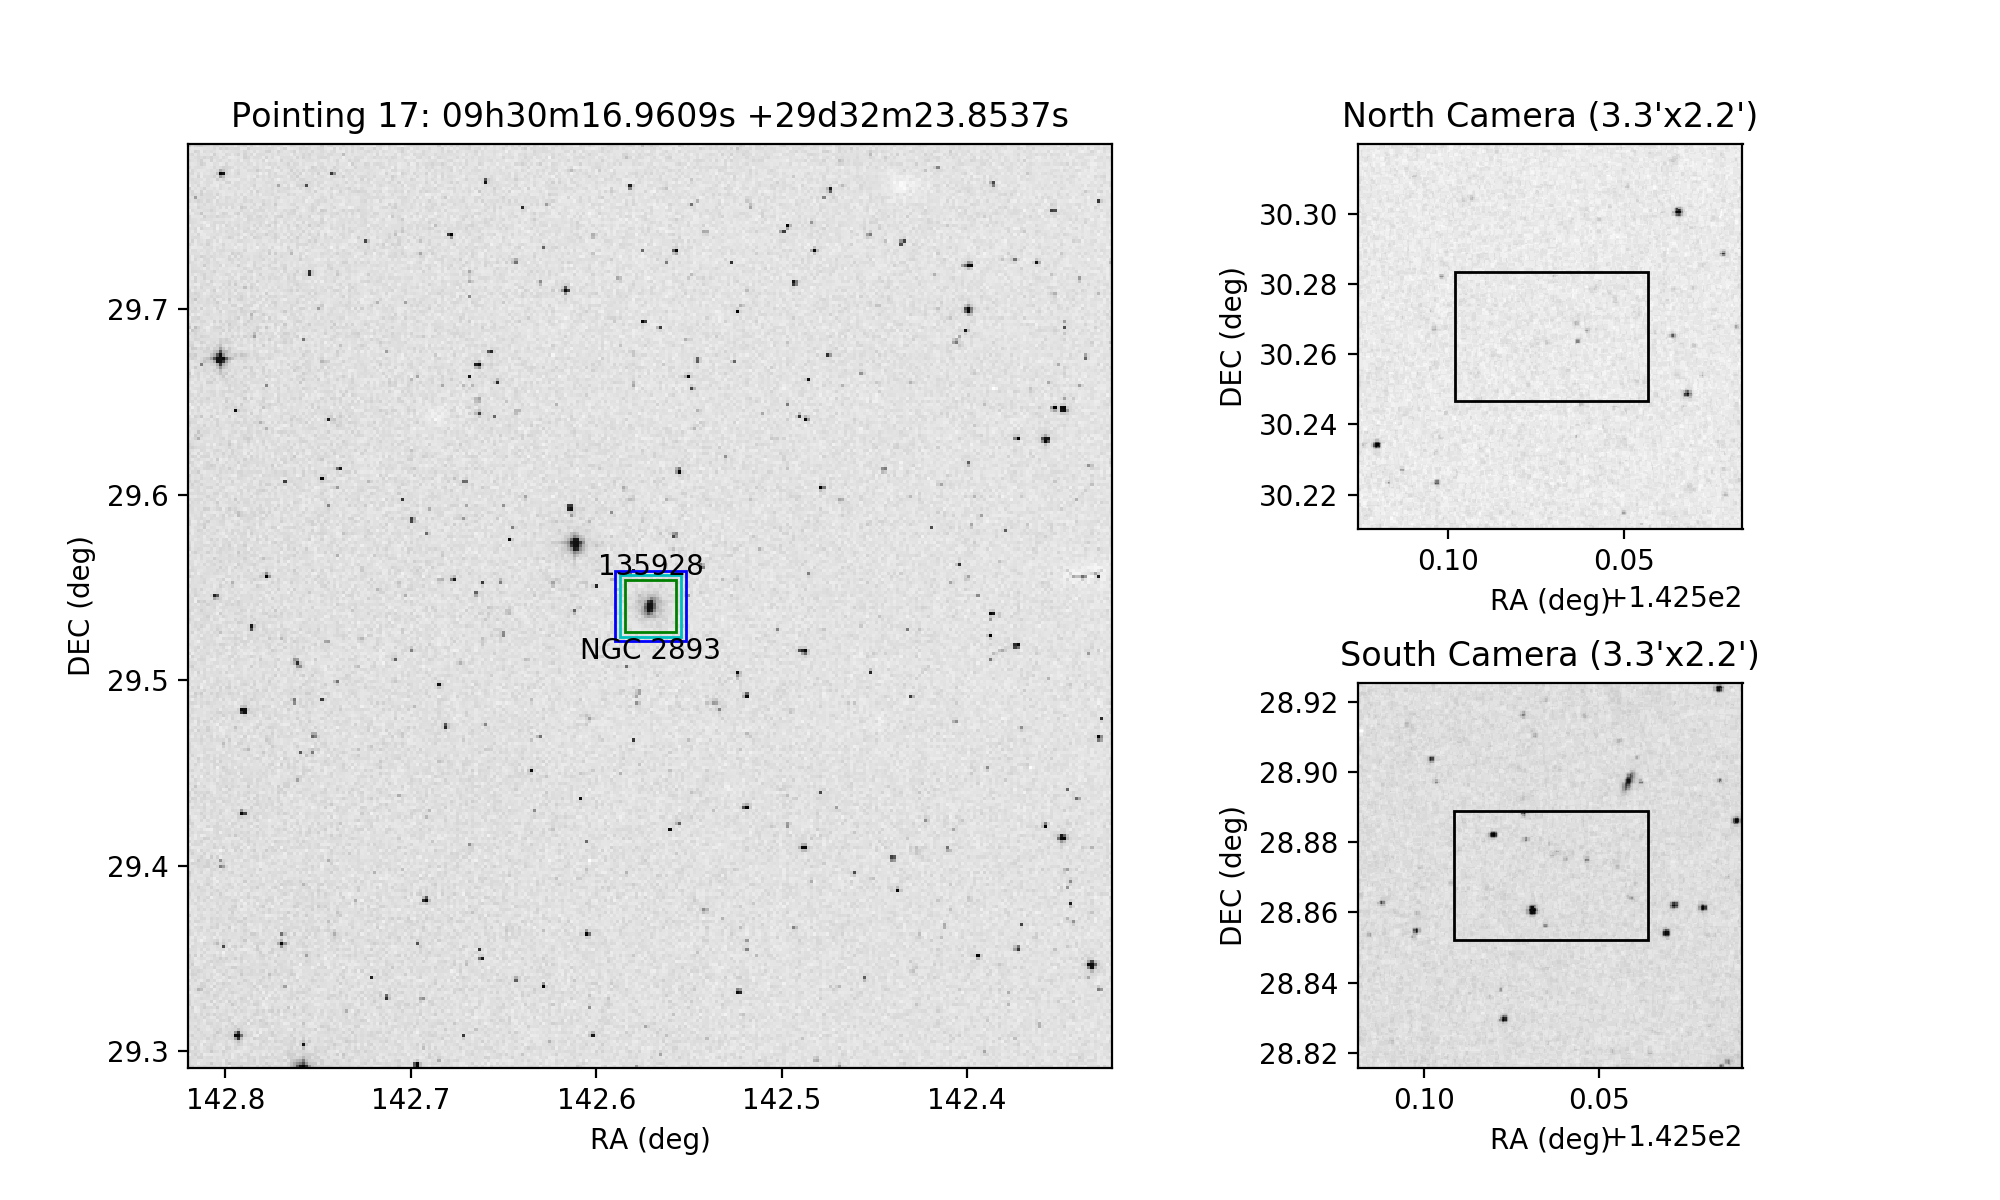 Pointing 17: 09h30m16.9609s +29d32m23.8537s
DEC (deg)
29.7
29.6
29.5
29.4
29.3
135928
NGC 2893
142.8 142.7 142.6 142.5 142.4
RA (deg)
North Camera (3.3'x2.2')
DEC (deg)
30.30
30.28
30.26
30.24
30.22
0.10 0.05
RA (deg) +1.425e2
South Camera (3.3'x2.2')
DEC (deg)
28.92
28.90
28.88
28.86
28.84
28.82
0.10 0.05
RA (deg) +1.425e2